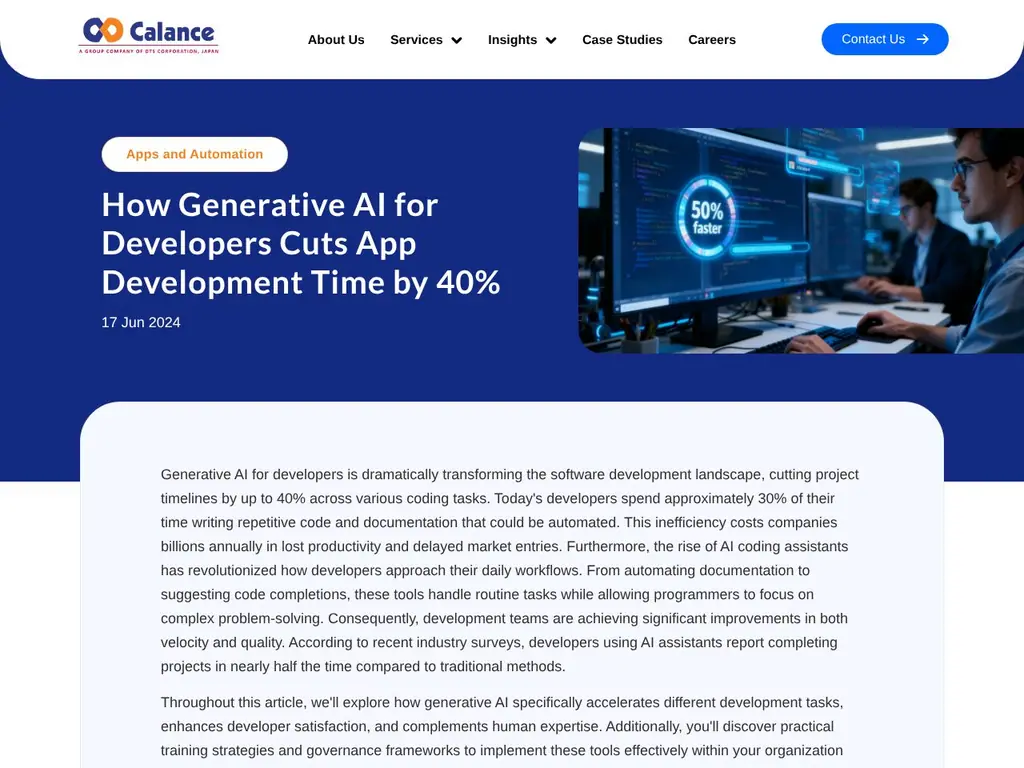 Calance
A GROUP COMPANY OF DTS CORPORATION, JAPAN
About Us
Services
Insights
Case Studies
Careers
Contact Us
Apps and Automation
How Generative AI for
Developers Cuts App
Development Time by 40%
17 Jun 2024
50%
faster
Generative AI for developers is dramatically transforming the software development landscape, cutting project
timelines by up to 40% across various coding tasks. Today's developers spend approximately 30% of their
time writing repetitive code and documentation that could be automated. This inefficiency costs companies
billions annually in lost productivity and delayed market entries. Furthermore, the rise of AI coding assistants
has revolutionized how developers approach their daily workflows. From automating documentation to
suggesting code completions, these tools handle routine tasks while allowing programmers to focus on
complex problem-solving. Consequently, development teams are achieving significant improvements in both
velocity and quality. According to recent industry surveys, developers using AI assistants report completing
projects in nearly half the time compared to traditional methods.
Throughout this article, we'll explore how generative AI specifically accelerates different development tasks,
enhances developer satisfaction, and complements human expertise. Additionally, you'll discover practical
training strategies and governance frameworks to implement these tools effectively within your organization